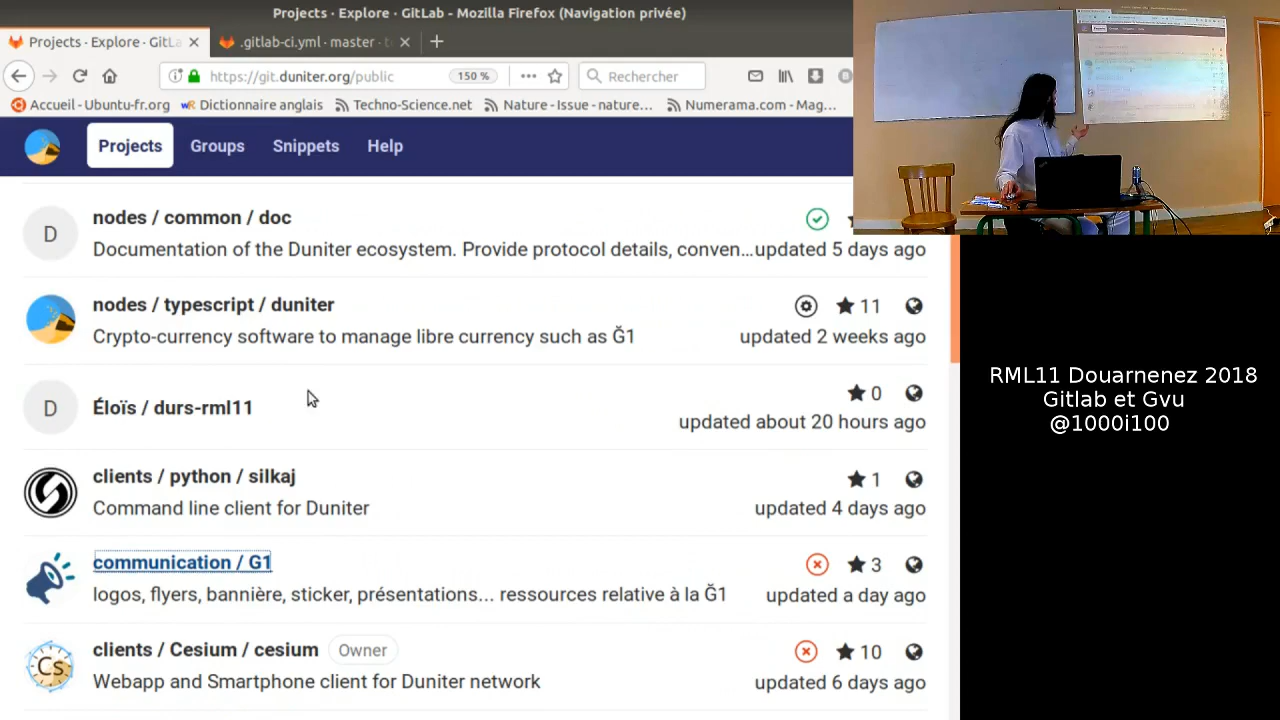 Projects · Explore · GitLab - Mozilla Firefox (Navigation privée)
Projects · Explore · GitLa
.gitlab-ci.yml · master ·
https://git.duniter.org/public
150 %
Rechercher
Accueil - Ubuntu-fr.org
Dictionnaire anglais
Techno-Science.net
Nature - Issue - nature...
Numerama.com - Mag...
Projects
Groups
Snippets
Help
D
nodes / common / doc
Documentation of the Duniter ecosystem. Provide protocol details, conven...
updated 5 days ago
nodes / typescript / duniter
11
Crypto-currency software to manage libre currency such as Ğ1
updated 2 weeks ago
D
Éloïs / durs-rml11
0
updated about 20 hours ago
clients / python / silkaj
1
Command line client for Duniter
updated 4 days ago
communication / G1
3
logos, flyers, bannière, sticker, présentations... ressources relative à la Ğ1
updated a day ago
Cs
clients / Cesium / cesium
Owner
10
Webapp and Smartphone client for Duniter network
updated 6 days ago
RML11 Douarnenez 2018
Gitlab et Gvu
@1000i100